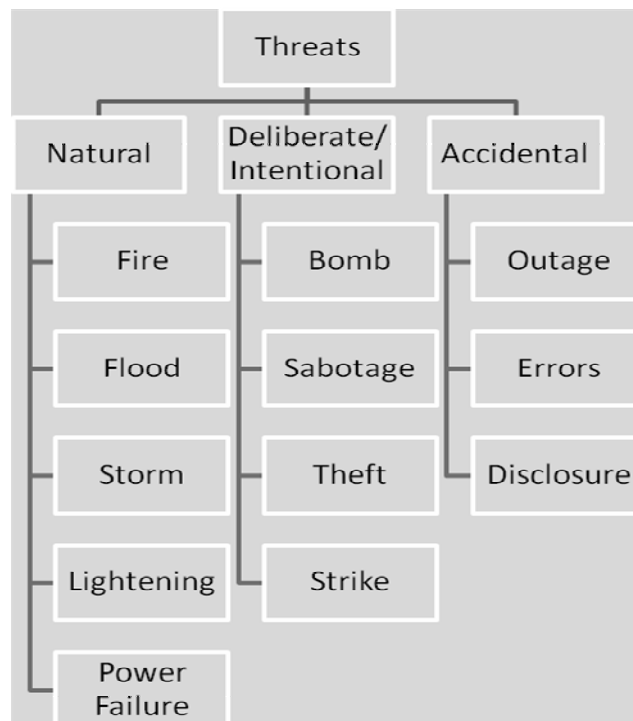 Threats
Natural
Deliberate/
Intentional
Accidental
Fire
Bomb
Outage
Flood
Sabotage
Errors
Storm
Theft
Disclosure
Lightening
Strike
Power
Failure